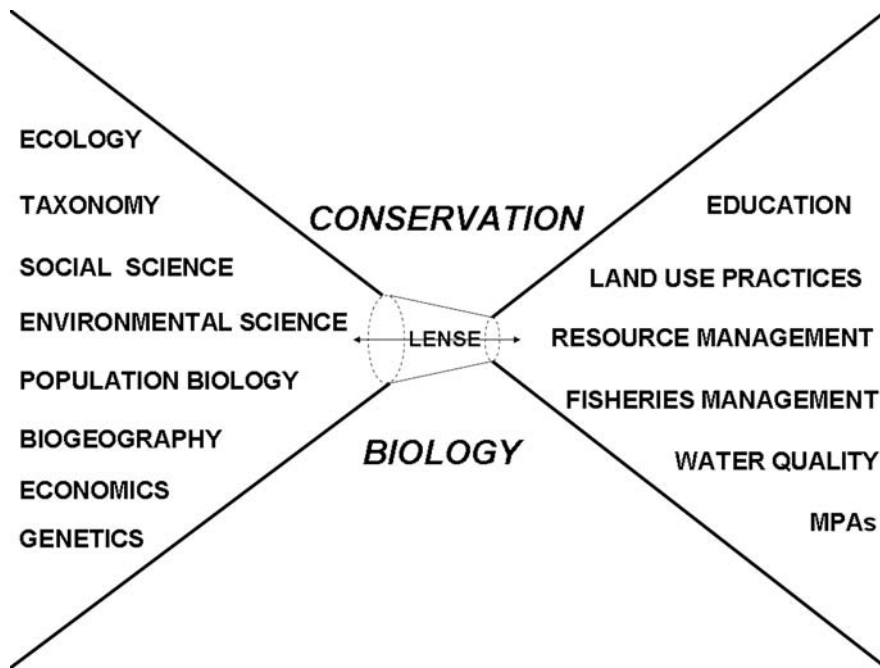 ECOLOGY
TAXONOMY
SOCIAL SCIENCE
ENVIRONMENTAL SCIENCE
POPULATION BIOLOGY
BIOGEOGRAPHY
ECONOMICS
GENETICS
CONSERVATION
LENSE
BIOLOGY
EDUCATION
LAND USE PRACTICES
RESOURCE MANAGEMENT
FISHERIES MANAGEMENT
WATER QUALITY
MPAs